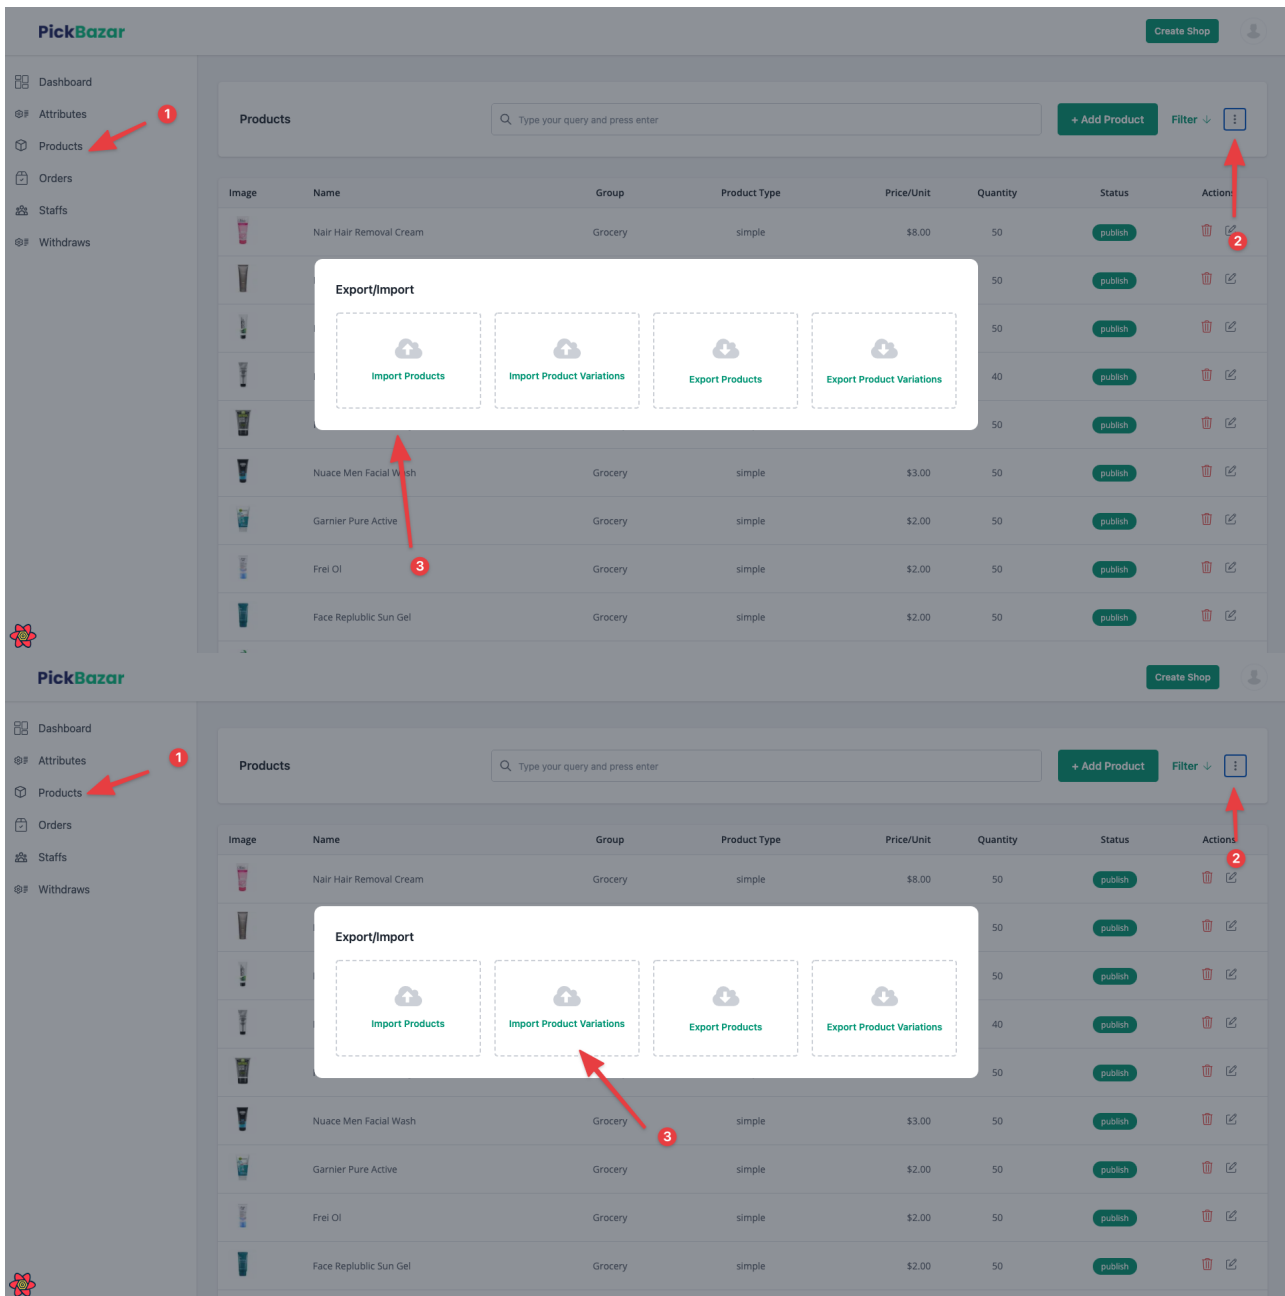 PickBazar
Create Shop
Dashboard
Attributes
1
Products
Orders
Staffs
Withdraws
Products
Type your query and press enter
+ Add Product
Filter
2
Image Name Group Product Type Price/Unit Quantity Status Actions
Nair Hair Removal Cream Grocery simple $8.00 50 publish
50 publish
50 publish
40 publish
50 publish
Export/Import
Import Products
Import Product Variations
Export Products
Export Product Variations
Nuace Men Facial Wash Grocery simple $3.00 50 publish
Garnier Pure Active Grocery simple $2.00 50 publish
3
Frei Ol Grocery simple $2.00 50 publish
Face Replublic Sun Gel Grocery simple $2.00 50 publish
PickBazar
Create Shop
Dashboard
Attributes
1
Products
Orders
Staffs
Withdraws
Products
Type your query and press enter
+ Add Product
Filter
2
Image Name Group Product Type Price/Unit Quantity Status Actions
Nair Hair Removal Cream Grocery simple $8.00 50 publish
50 publish
50 publish
40 publish
50 publish
Export/Import
Import Products
Import Product Variations
Export Products
Export Product Variations
Nuace Men Facial Wash Grocery simple $3.00 50 publish
3
Garnier Pure Active Grocery simple $2.00 50 publish
Frei Ol Grocery simple $2.00 50 publish
Face Replublic Sun Gel Grocery simple $2.00 50 publish